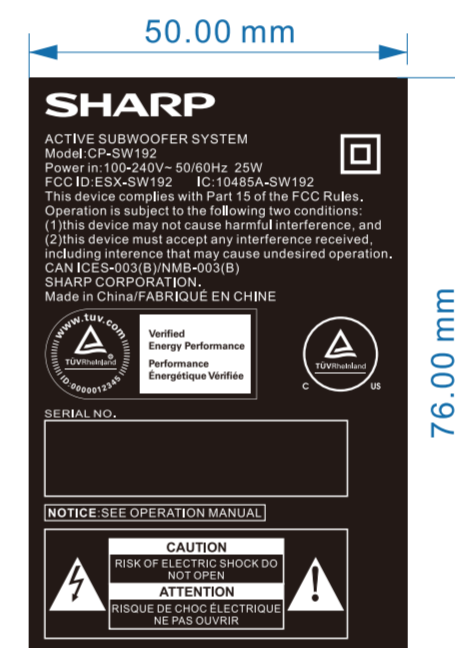 50.00 mm
76.00 mm
SHARP
ACTIVE SUBWOOFER SYSTEM
Model:CP-SW192
Power in:100-240V~ 50/60Hz 25W
FCC ID:ESX-SW192 IC:10485A-SW192
This device complies with Part 15 of the FCC Rules.
Operation is subject to the following two conditions:
(1)this device may not cause harmful interference, and
(2)this device must accept any interference received,
including interence that may cause undesired operation.
CAN ICES-003(B)/NMB-003(B)
SHARP CORPORATION.
Made in China/FABRIQUÉ EN CHINE
www.tuv.com
TÜVRheinland
®
ID:0000012345
Verified
Energy Performance
Performance
Énergétique Vérifiée
TÜVRheinland
C US
SERIAL NO.
NOTICE:SEE OPERATION MANUAL
CAUTION
RISK OF ELECTRIC SHOCK DO
NOT OPEN
ATTENTION
RISQUE DE CHOC ÉLECTRIQUE
NE PAS OUVRIR